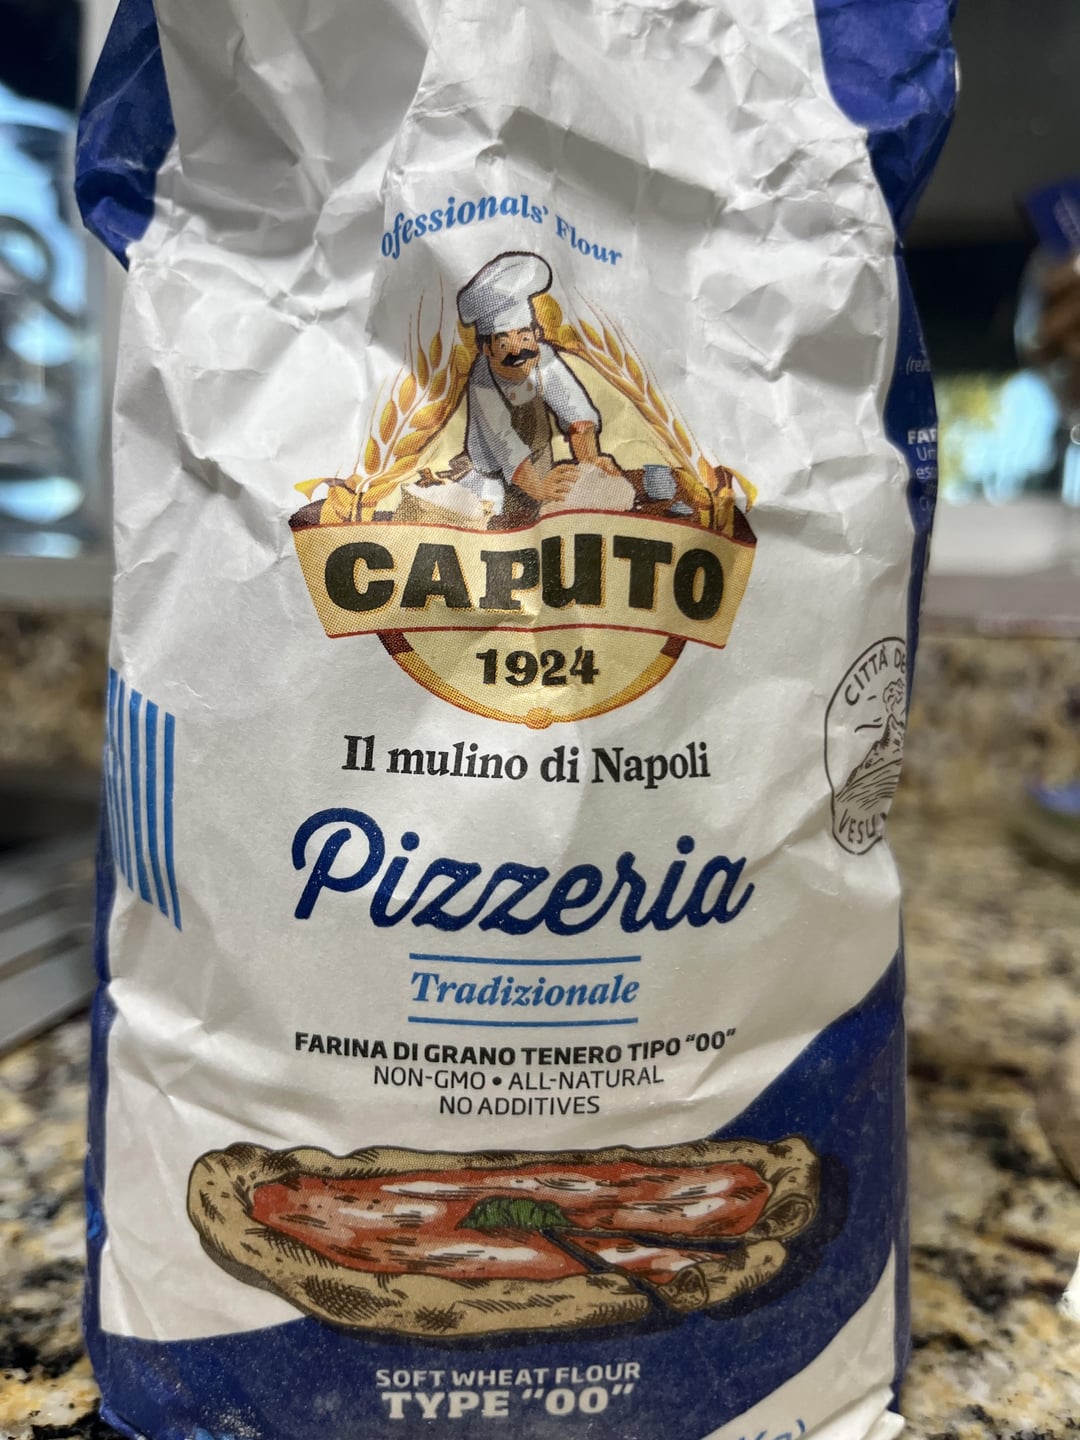 Flour
CAPUTO
1924
Il mulino di Napoli
CITTÀ
Pizzeria
Tradizionale
FARINA DI GRANO TENERO TIPO "00"
NON-GMO • ALL-NATURAL
NO ADDITIVES
SOFT WHEAT FLOUR
TYPE "00"